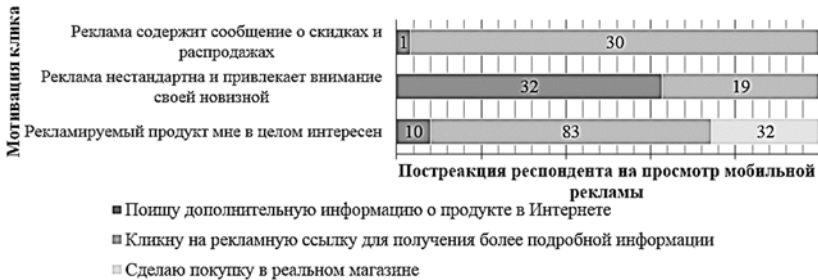 Мотивация клика
Реклама содержит сообщение о скидках и
распродажах
1 30
Реклама нестандартна и привлекает внимание
своей новизной
32 19
Рекламируемый продукт мне в целом интересен
10 83 32
Постреакция респондента на просмотр мобильной
рекламы
Поищу дополнительную информацию о продукте в Интернете
Кликну на рекламную ссылку для получения более подробной информации
Сделаю покупку в реальном магазине